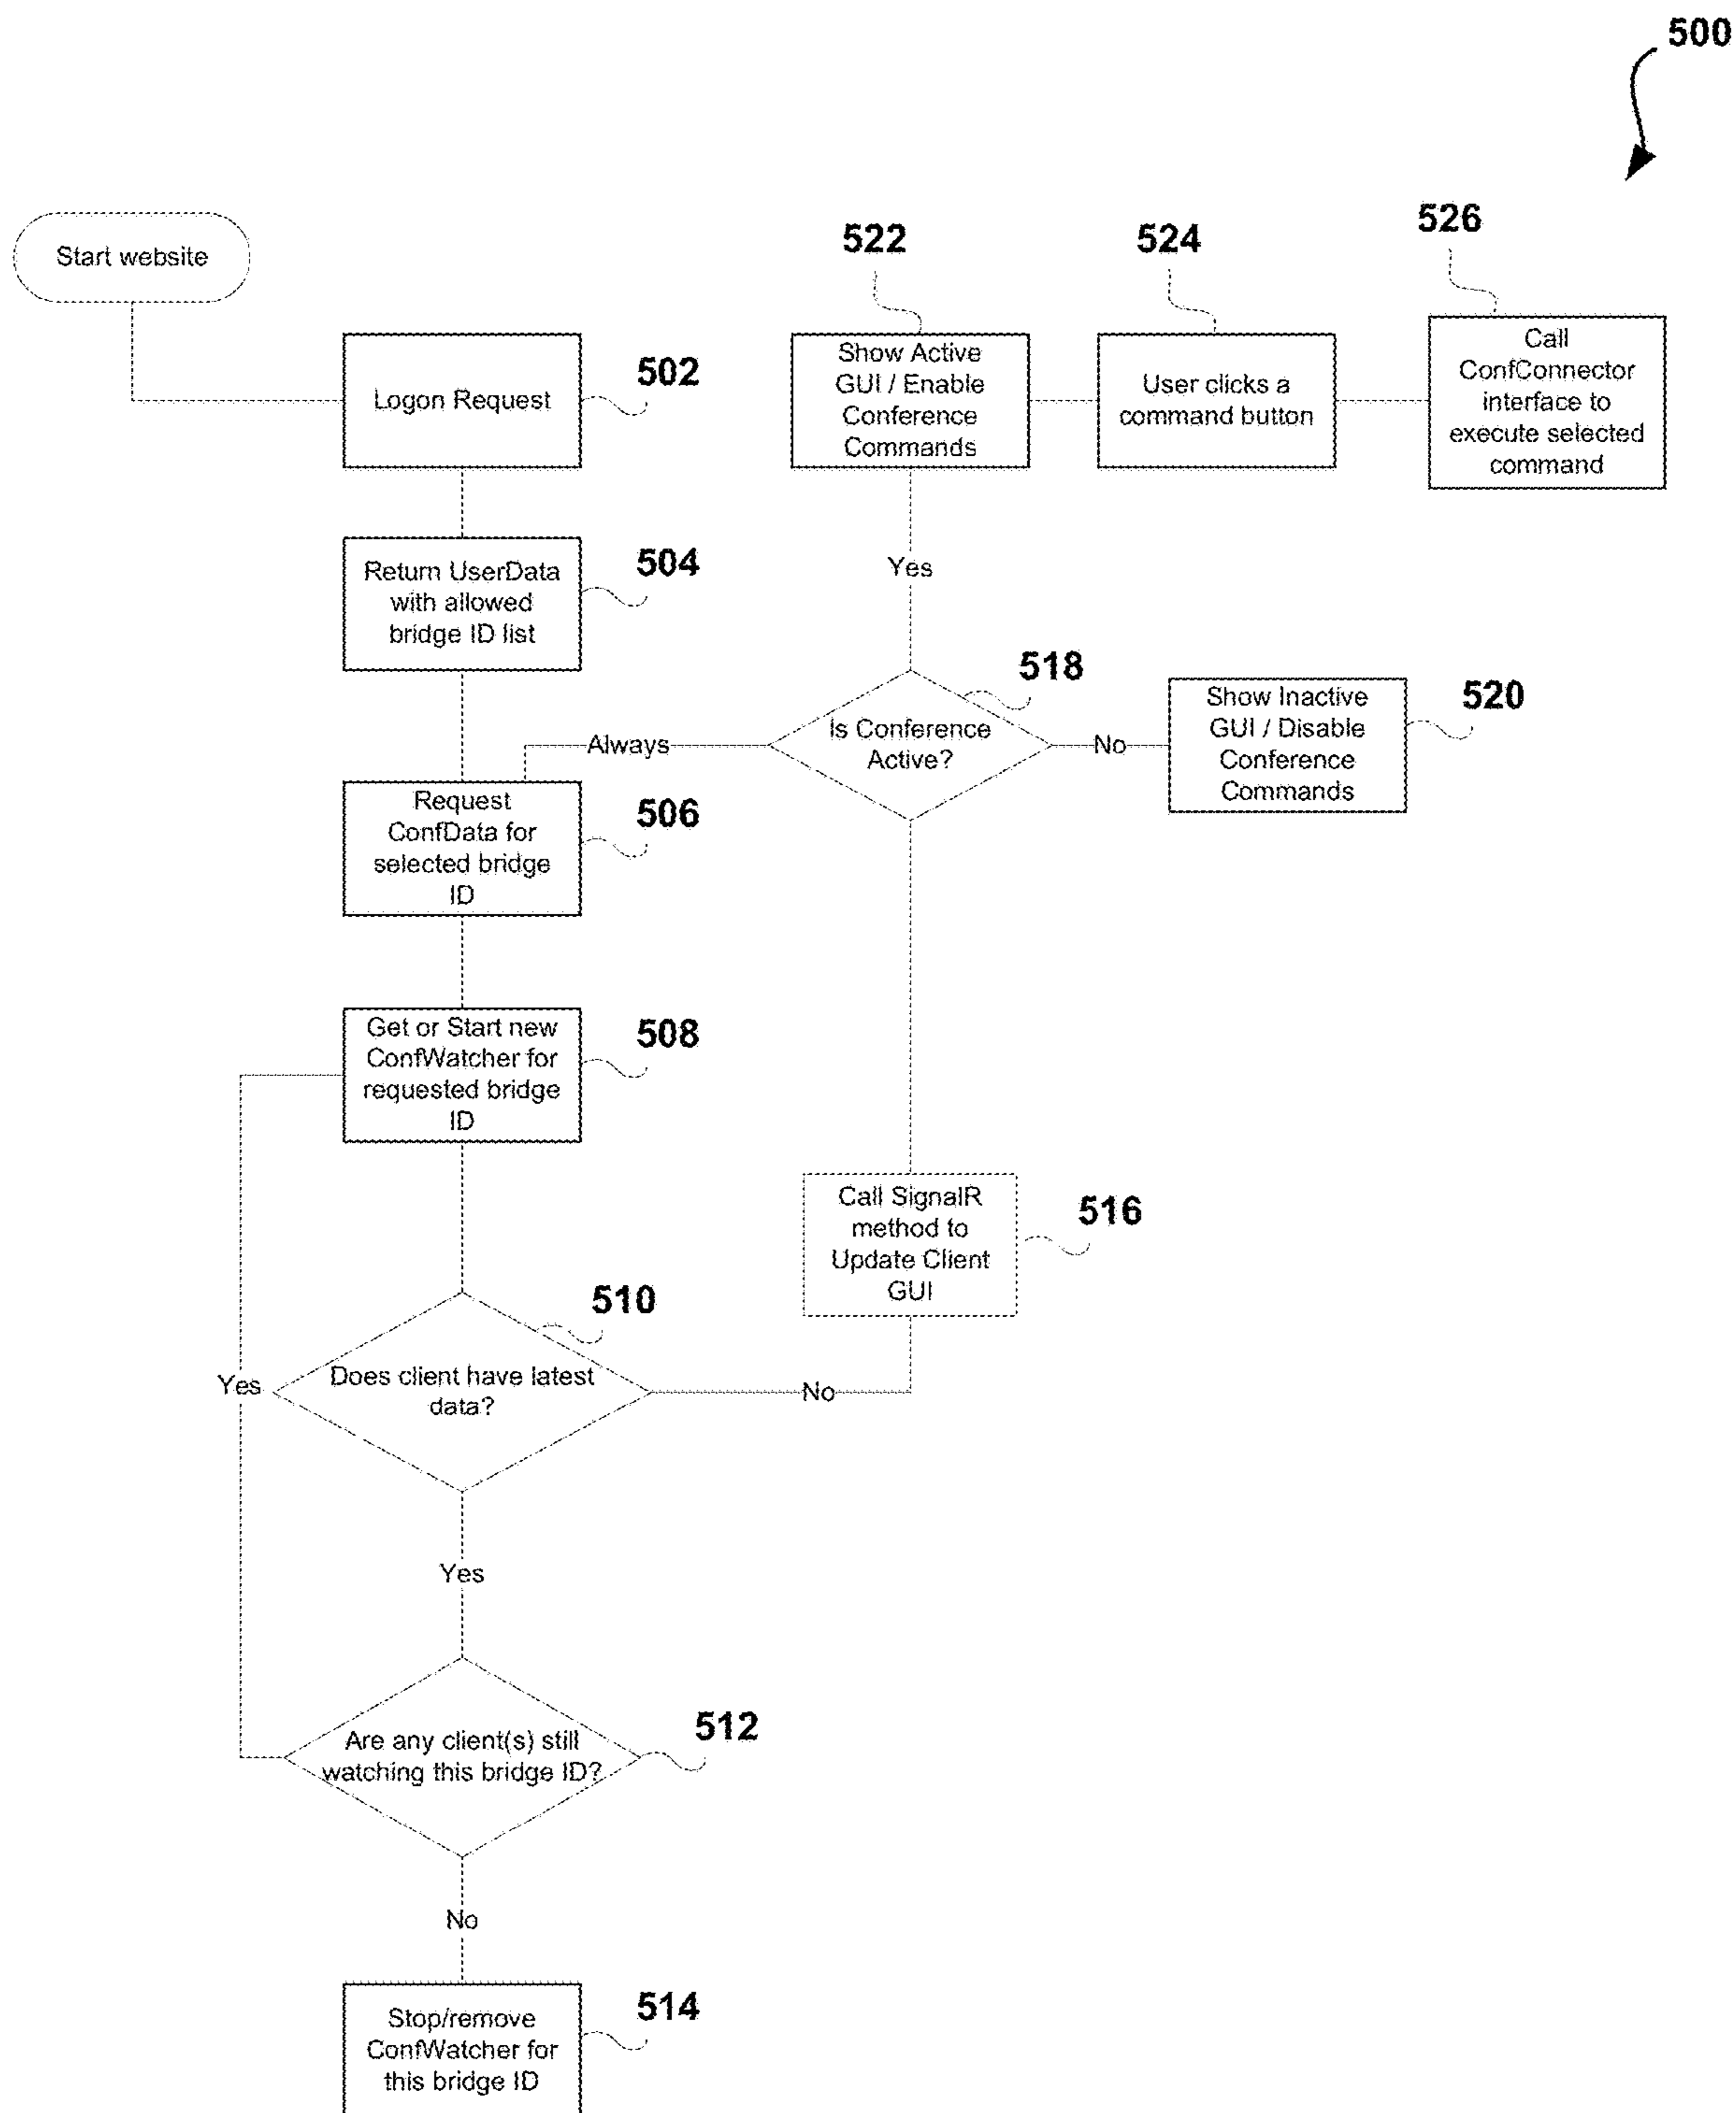 500
Start website
522
524
526
Logon Request
502
Show Active
GUI / Enable
Conference
Commands
User clicks a
command button
Call
ConfConnector
interface to
execute selected
command
Return UserData
with allowed
bridge ID list
504
Yes
518
Is Conference
Active?
Always
No
Show Inactive
GUI / Disable
Conference
Commands
520
Request
ConfData for
selected bridge
ID
506
Get or Start new
ConfWatcher for
requested bridge
ID
508
Call SignalR
method to
Update Client
GUI
516
510
Does client have latest
data?
Yes
No
Yes
Are any client(s) still
watching this bridge ID?
512
No
Stop/remove
ConfWatcher for
this bridge ID
514